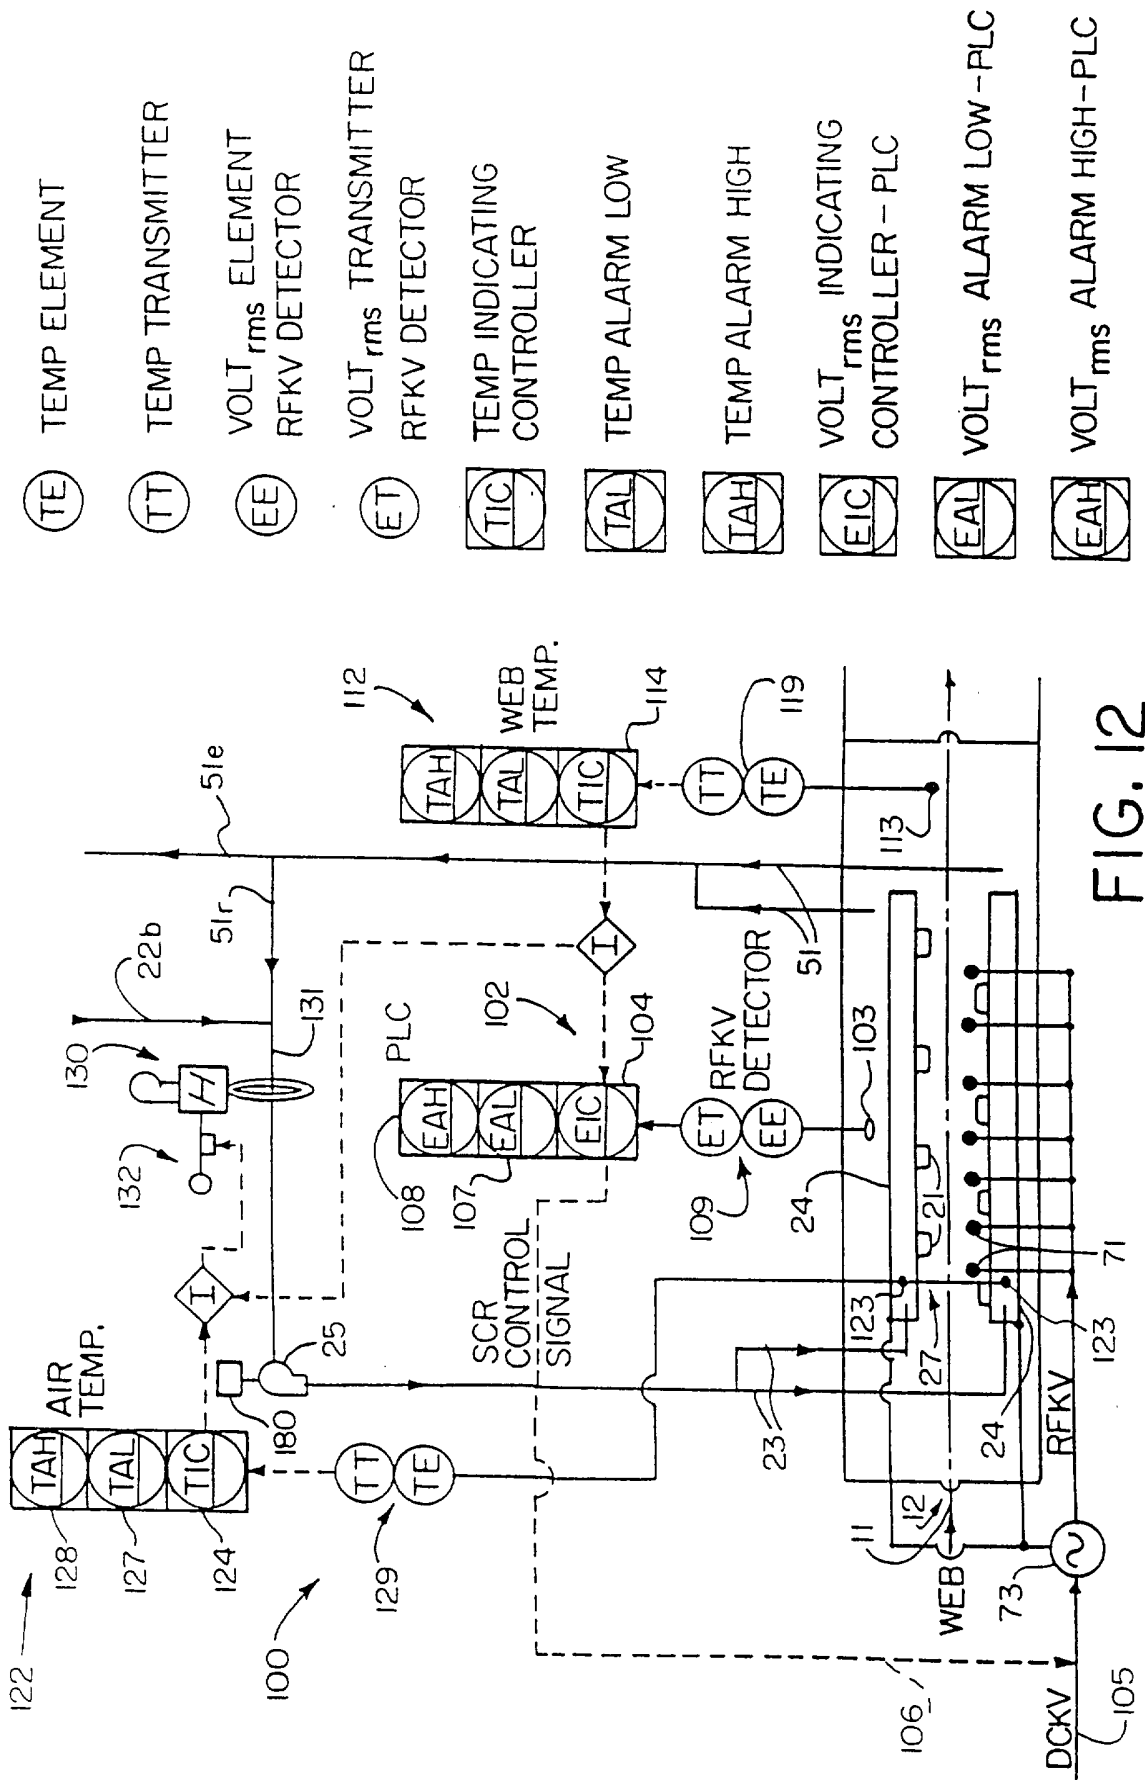 TE TEMP ELEMENT
TT TEMP TRANSMITTER
EE VOLTrms ELEMENT
RFKV DETECTOR
ET VOLTrms TRANSMITTER
RFKV DETECTOR
TIC TEMP INDICATING
CONTROLLER
TAL TEMP ALARM LOW
TAH TEMP ALARM HIGH
EIC VOLTrms INDICATING
CONTROLLER-PLC
EAL VOLTrms ALARM LOW-PLC
EAH VOLTrms ALARM HIGH-PLC
122
128
127
124
TAH
TAL
TIC
AIR
TEMP.
100
129
TT
TE
180
25
I
132
130
H
22b
131
51r
51e
SCR
CONTROL
SIGNAL
108
107
EAH
EAL
EIC
PLC
102
104
I
112
TAH
TAL
TIC
WEB
TEMP.
114
109
ET
EE
RFKV
DETECTOR
TT
TE
119
51
103
113
23
24
123
27
21
106
11
12
WEB
24
71
73
RFKV
123
DCKV
105
FIG. 12